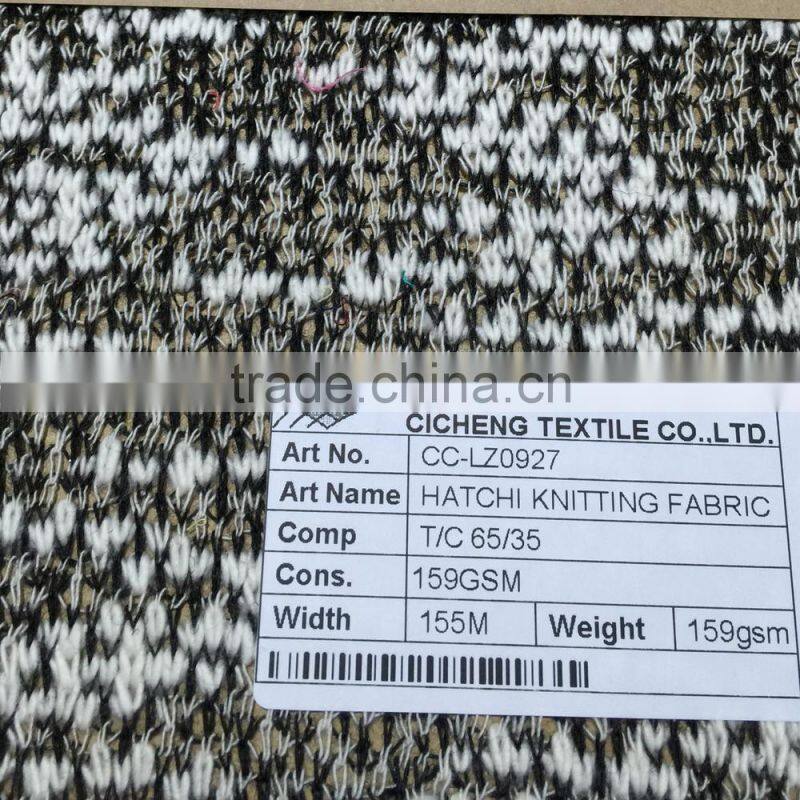 trade.china.cn
CICHENG TEXTILE CO.,LTD.
Art No. CC-LZ0927
Art Name HATCHI KNITTING FABRIC
Comp T/C 65/35
Cons. 159GSM
Width 155M Weight 159gsm